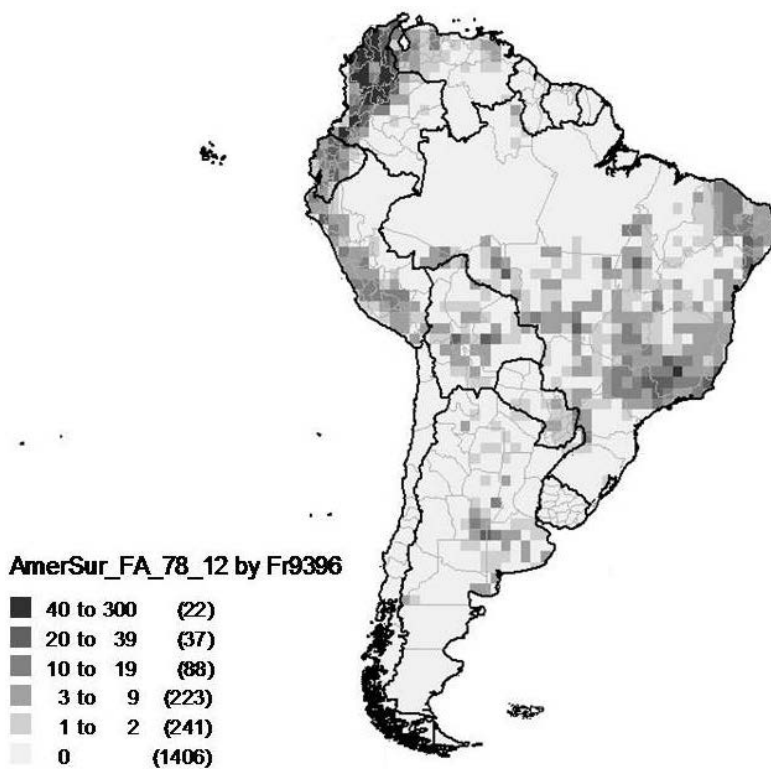 AmerSur_FA_78_12 by Fr9396
40 to 300 (22)
20 to 39 (37)
10 to 19 (88)
3 to 9 (223)
1 to 2 (241)
0 (1406)